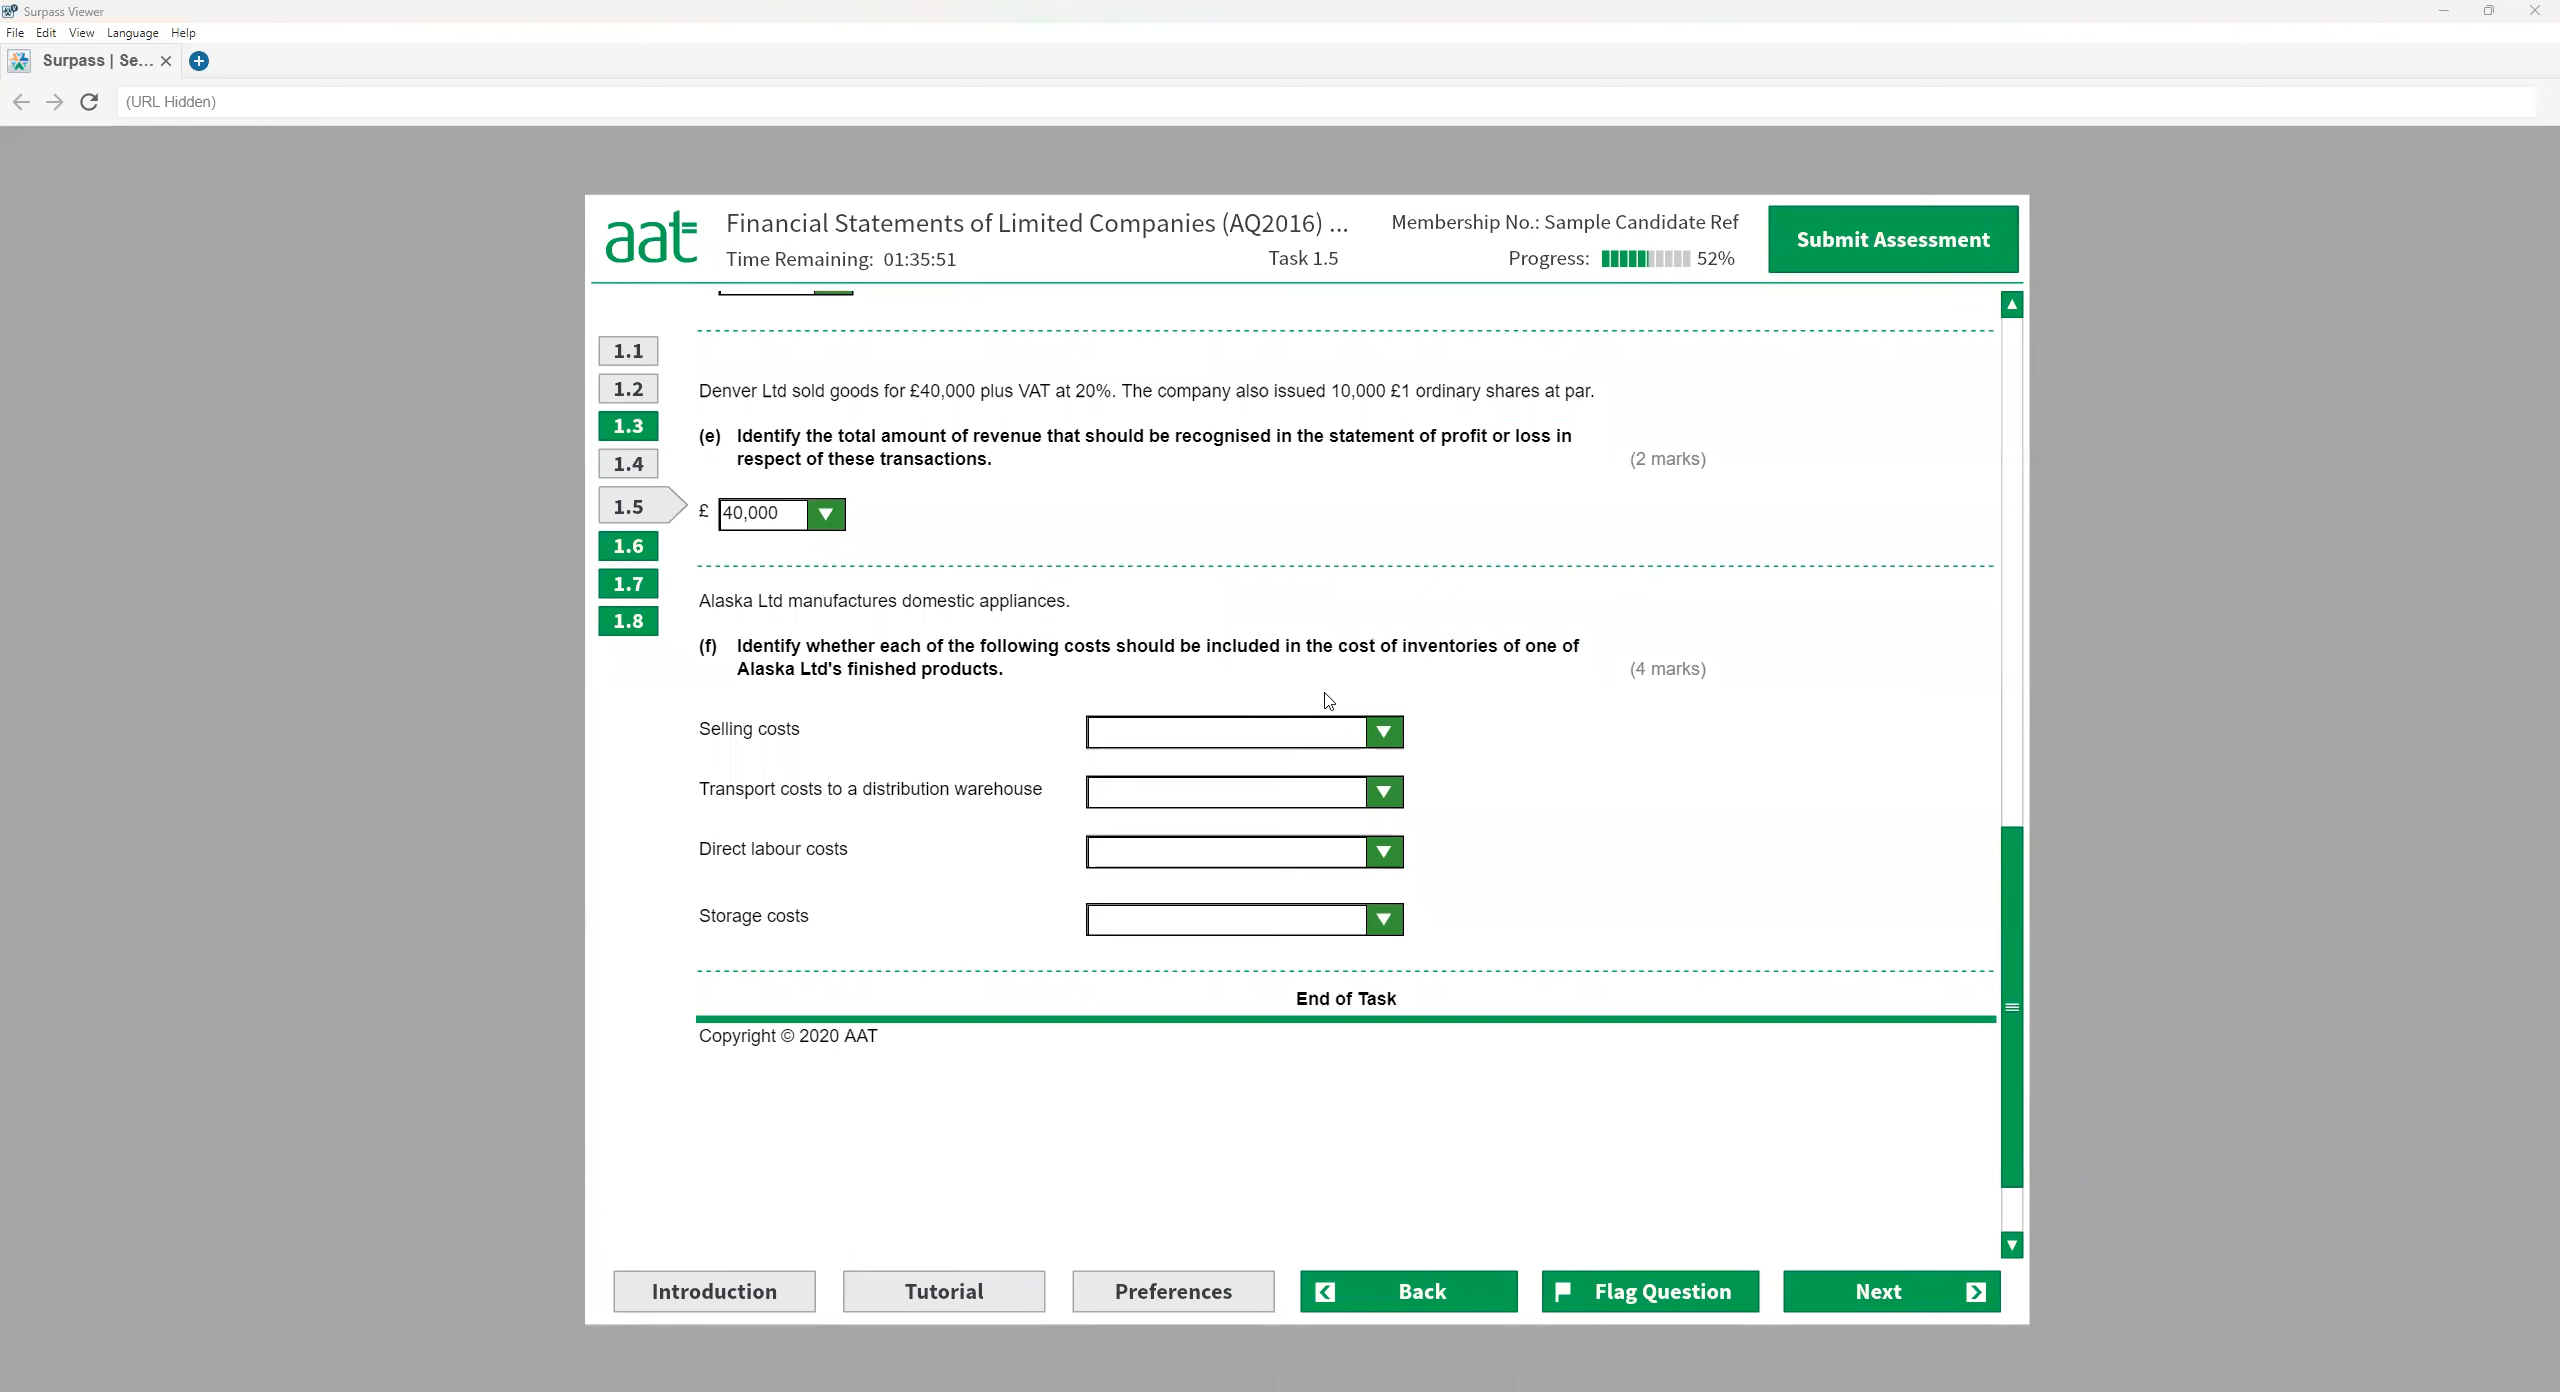 Surpass Viewer
File Edit View Language Help
Surpass | Se...
(URL Hidden)
aat
Financial Statements of Limited Companies (AQ2016) ...
Membership No.: Sample Candidate Ref
Submit Assessment
Time Remaining: 01:35:51
Task 1.5
Progress: 52%
1.1
1.2
1.3
1.4
1.5
1.6
1.7
1.8
Denver Ltd sold goods for £40,000 plus VAT at 20%. The company also issued 10,000 £1 ordinary shares at par.
(e) Identify the total amount of revenue that should be recognised in the statement of profit or loss in
respect of these transactions. (2 marks)
£ 40,000
Alaska Ltd manufactures domestic appliances.
(f) Identify whether each of the following costs should be included in the cost of inventories of one of
Alaska Ltd's finished products. (4 marks)
Selling costs
Transport costs to a distribution warehouse
Direct labour costs
Storage costs
End of Task
Copyright © 2020 AAT
Introduction Tutorial Preferences Back Flag Question Next